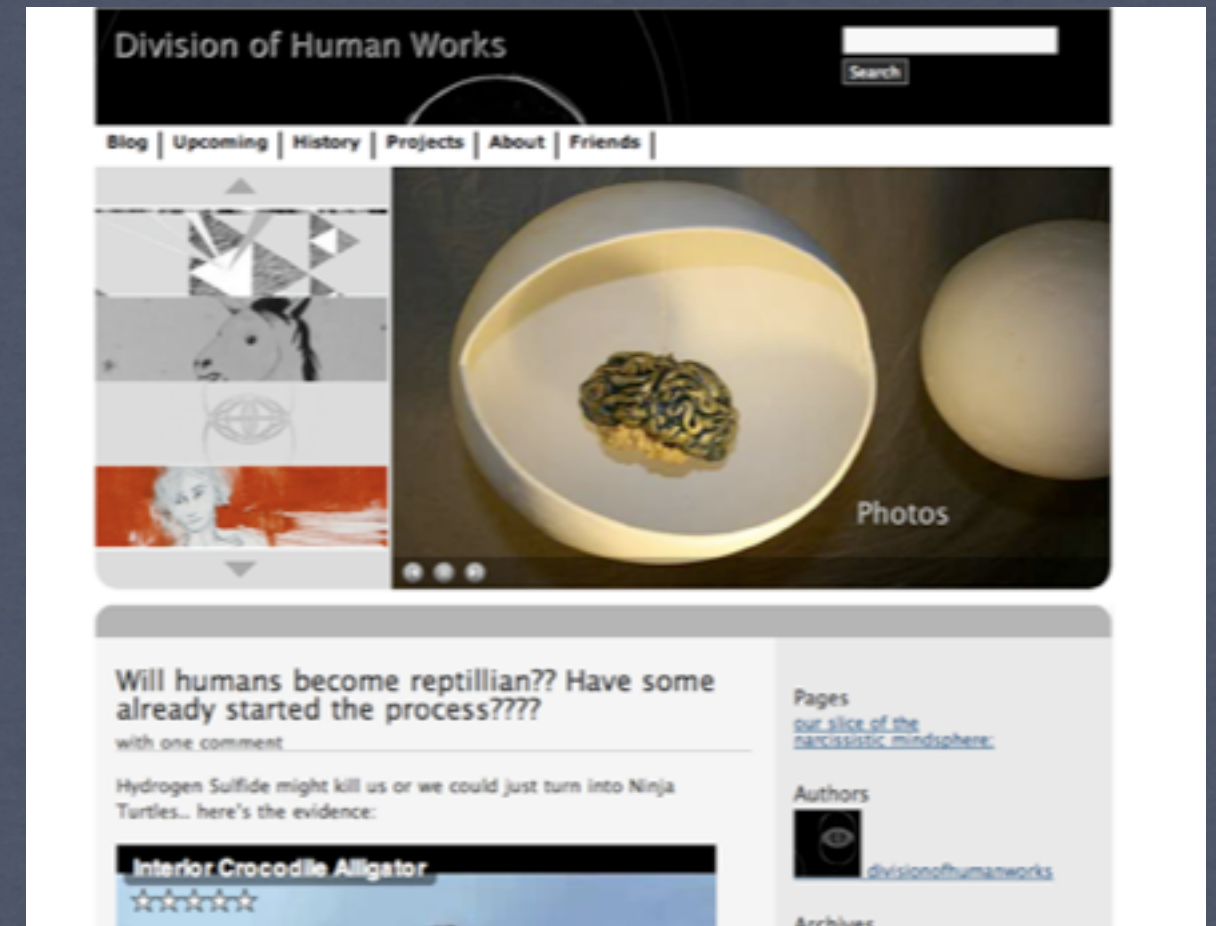 Division of Human Works
Search
Blog | Upcoming | History | Projects | About | Friends |
Photos
Will humans become reptillian?? Have some
already started the process????
with one comment
Hydrogen Sulfide might kill us or we could just turn into Ninja
Turtles.. here's the evidence:
Interior Crocodile Alligator
Pages
our slice of the
narcissistic mindsphere:
Authors
divisionofhumanworks
Archives